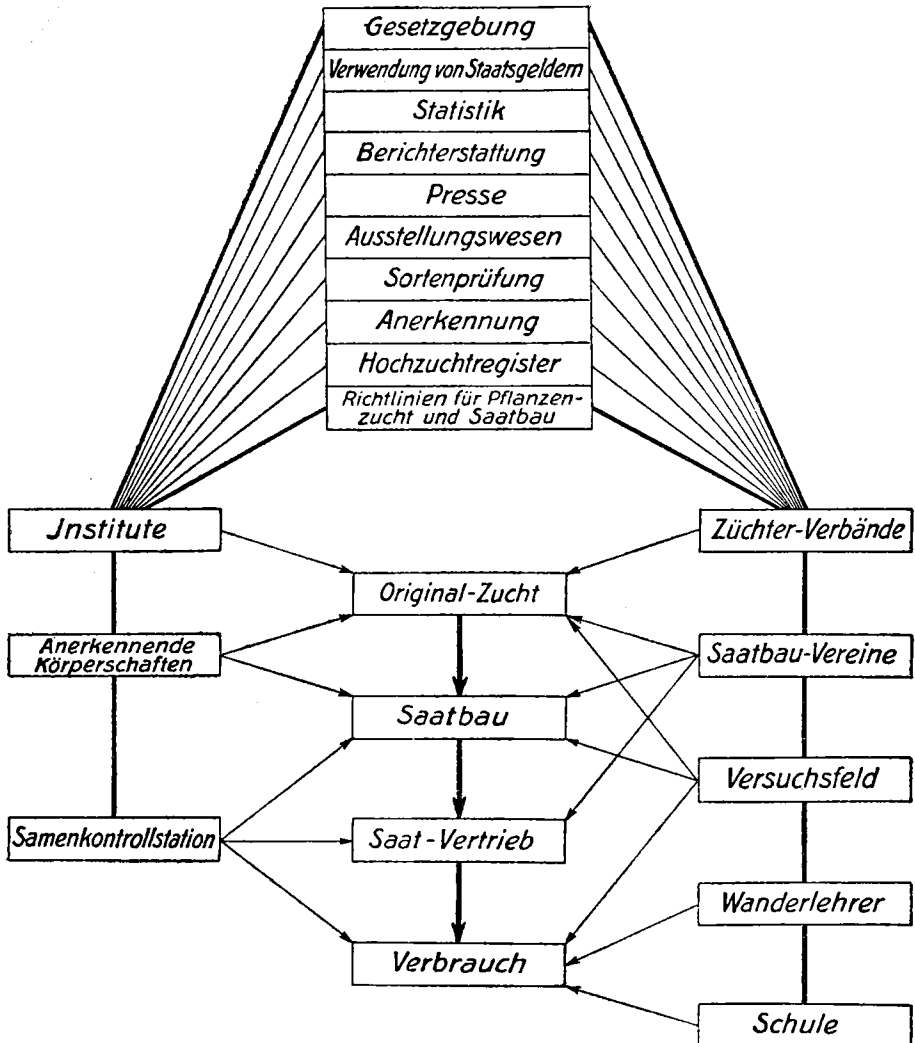 Gesetzgebung
Verwendung von Staatsgeldern
Statistik
Berichterstattung
Presse
Ausstellungswesen
Sortenprüfung
Anerkennung
Hochzuchtregister
Richtlinien für Pflanzen-
zucht und Saatbau
Jnstitute
Züchter-Verbände
Original-Zucht
Anerkennende
Körperschaften
Saatbau-Vereine
Saatbau
Versuchsfeld
Samenkontrollstation
Saat-Vertrieb
Wanderlehrer
Verbrauch
Schule